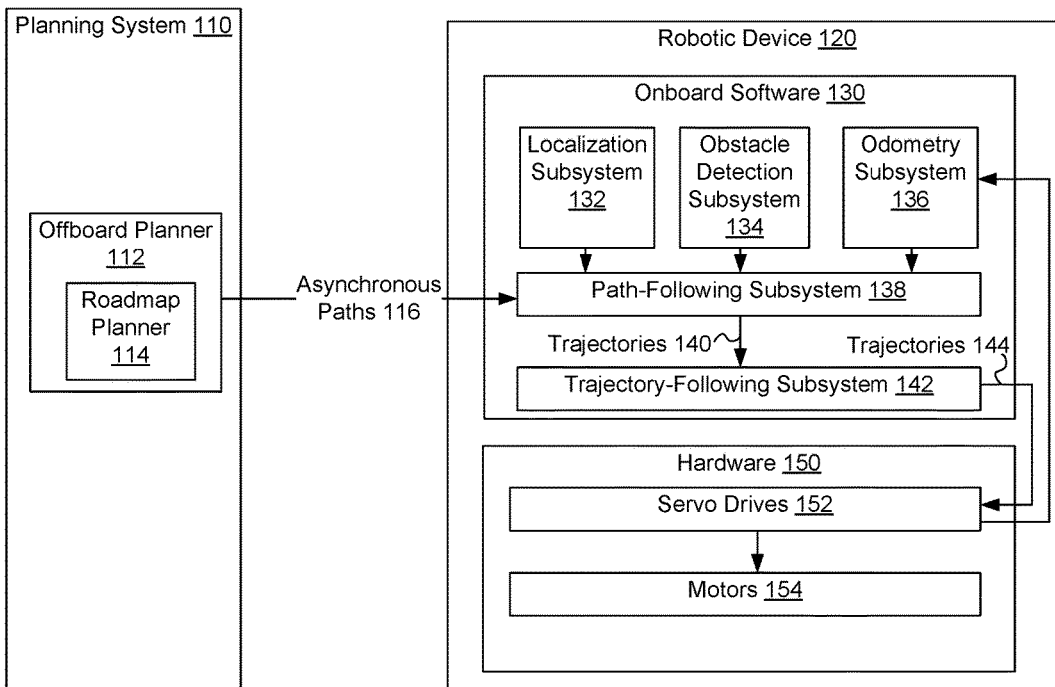 Planning System 110
Offboard Planner
112
Roadmap
Planner
114
Asynchronous
Paths 116
Robotic Device 120
Onboard Software 130
Localization
Subsystem
132
Obstacle
Detection
Subsystem
134
Odometry
Subsystem
136
Path-Following Subsystem 138
Trajectories 140
Trajectories 144
Trajectory-Following Subsystem 142
Hardware 150
Servo Drives 152
Motors 154